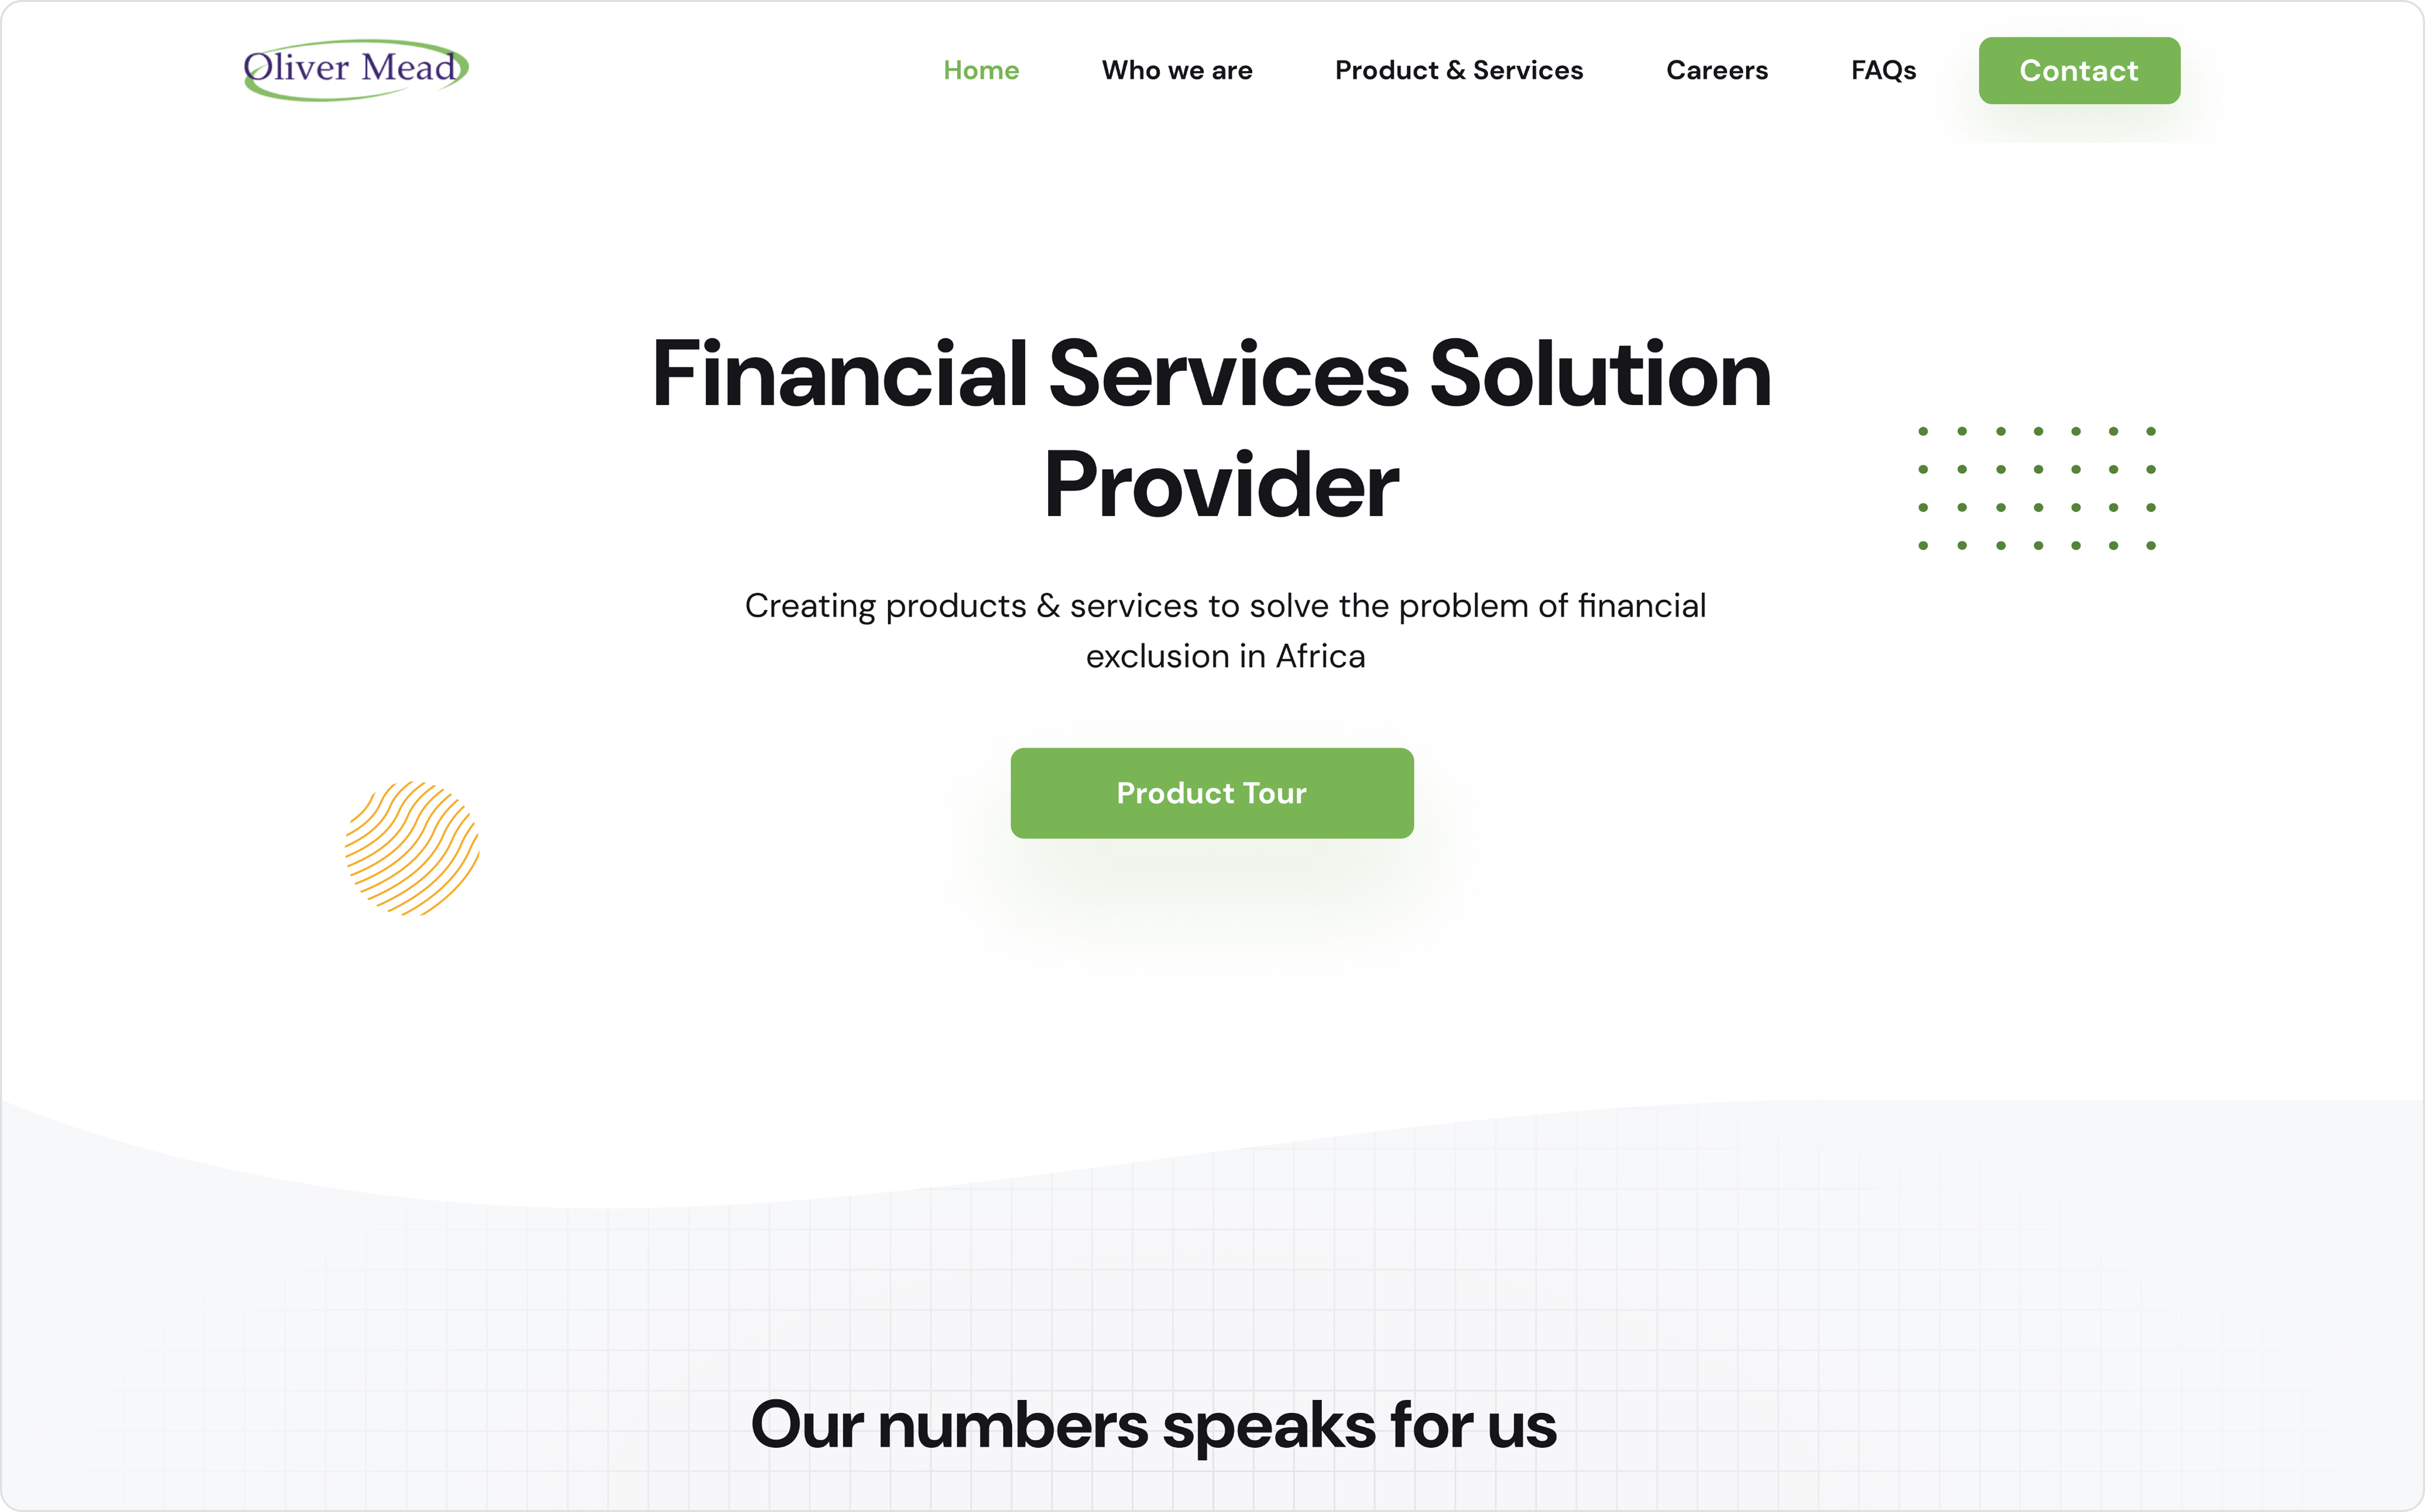 Oliver Mead
Home
Who we are
Product & Services
Careers
FAQs
Contact
Financial Services Solution
Provider
Creating products & services to solve the problem of financial
exclusion in Africa
Product Tour
Our numbers speaks for us